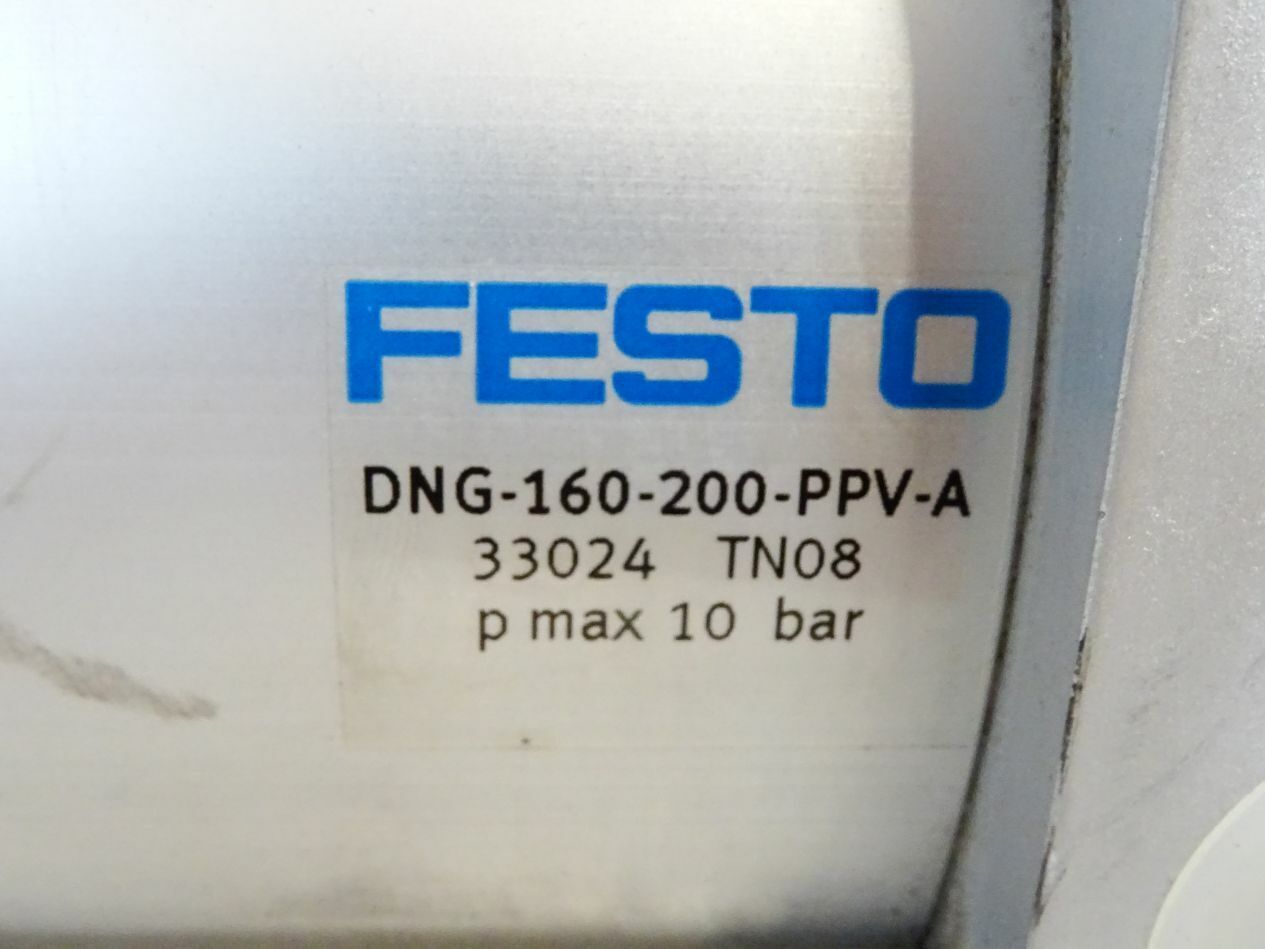 FESTO
DNG-160-200-PPV-A
33024 TN08
p max 10 bar